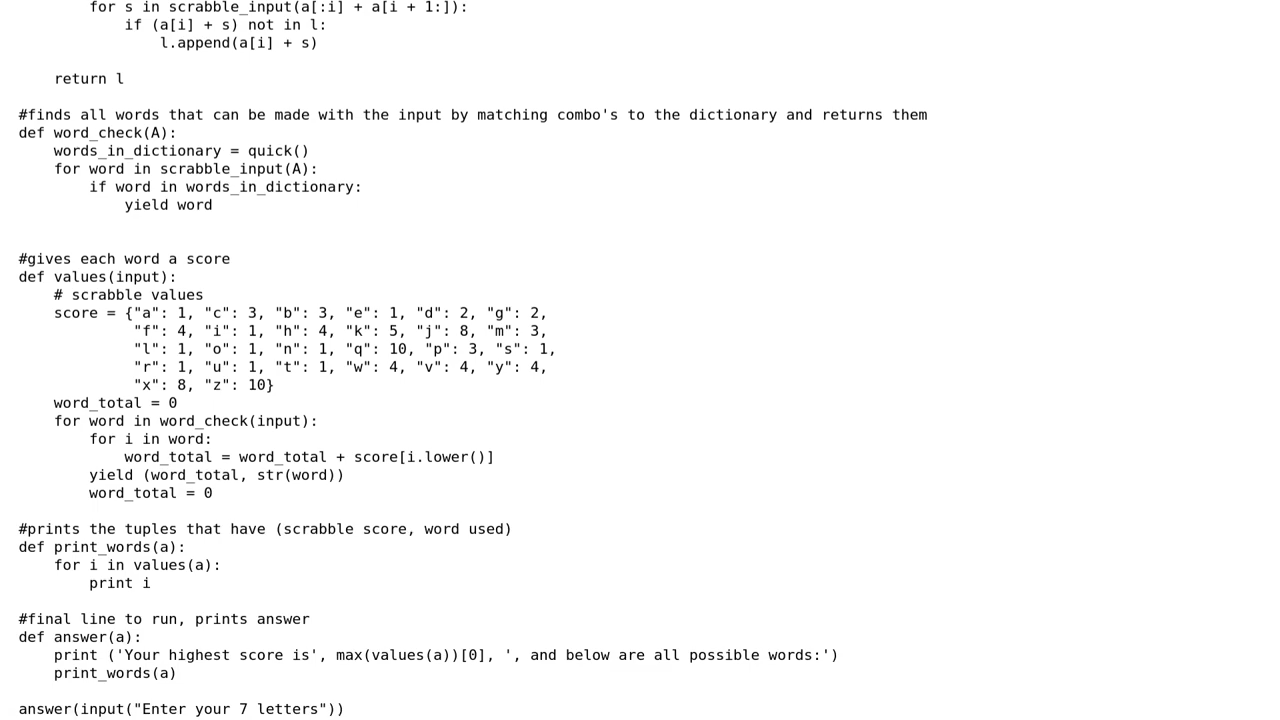 for s in scrabble_input(a[:i] + a[i + 1:]):
            if (a[i] + s) not in l:
                l.append(a[i] + s)

    return l

#finds all words that can be made with the input by matching combo's to the dictionary and returns them
def word_check(A):
    words_in_dictionary = quick()
    for word in scrabble_input(A):
        if word in words_in_dictionary:
            yield word


#gives each word a score
def values(input):
    # scrabble values
    score = {"a": 1, "c": 3, "b": 3, "e": 1, "d": 2, "g": 2,
             "f": 4, "i": 1, "h": 4, "k": 5, "j": 8, "m": 3,
             "l": 1, "o": 1, "n": 1, "q": 10, "p": 3, "s": 1,
             "r": 1, "u": 1, "t": 1, "w": 4, "v": 4, "y": 4,
             "x": 8, "z": 10}
    word_total = 0
    for word in word_check(input):
        for i in word:
            word_total = word_total + score[i.lower()]
        yield (word_total, str(word))
        word_total = 0

#prints the tuples that have (scrabble score, word used)
def print_words(a):
    for i in values(a):
        print i

#final line to run, prints answer
def answer(a):
    print ('Your highest score is', max(values(a))[0], ', and below are all possible words:')
    print_words(a)

answer(input("Enter your 7 letters"))